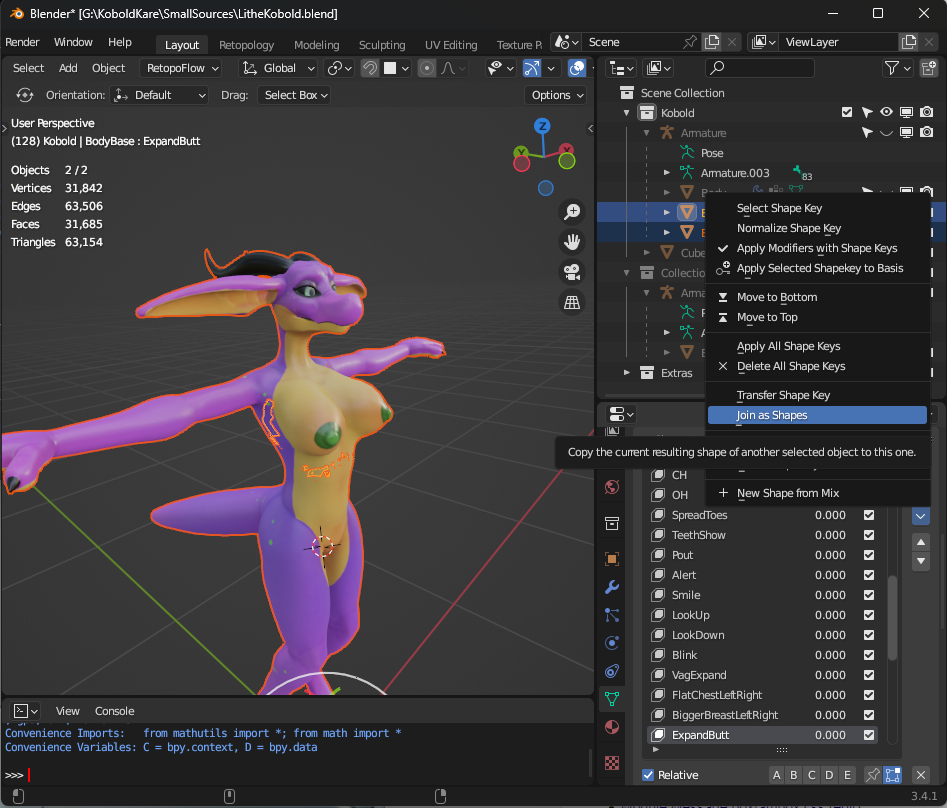 Blender* [G:\KoboldKare\SmallSources\LitheKobold.blend]
Render Window Help Layout Retopology Modeling Sculpting UV Editing Texture P Scene ViewLayer
Select Add Object RetopoFlow Global
Orientation: Default Drag: Select Box Options
User Perspective
(128) Kobold | BodyBase : ExpandButt
Objects 2 / 2
Vertices 31,842
Edges 63,506
Faces 31,685
Triangles 63,154
Z
Y
X
Scene Collection
Kobold
Armature
Pose
Armature.003 83
Cube
Collectio
Arma
Extras
Select Shape Key
Normalize Shape Key
Apply Modifiers with Shape Keys
Apply Selected Shapekey to Basis
Move to Bottom
Move to Top
Apply All Shape Keys
Delete All Shape Keys
Transfer Shape Key
Join as Shapes
Copy the current resulting shape of another selected object to this one.
New Shape from Mix
CH
OH
SpreadToes 0.000
TeethShow 0.000
Pout 0.000
Alert 0.000
Smile 0.000
LookUp 0.000
LookDown 0.000
Blink 0.000
VagExpand 0.000
FlatChestLeftRight 0.000
BiggerBreastLeftRight 0.000
ExpandButt 0.000
Relative A B C D E
View Console
Convenience Imports: from mathutils import *; from math import *
Convenience Variables: C = bpy.context, D = bpy.data
>>>
3.4.1